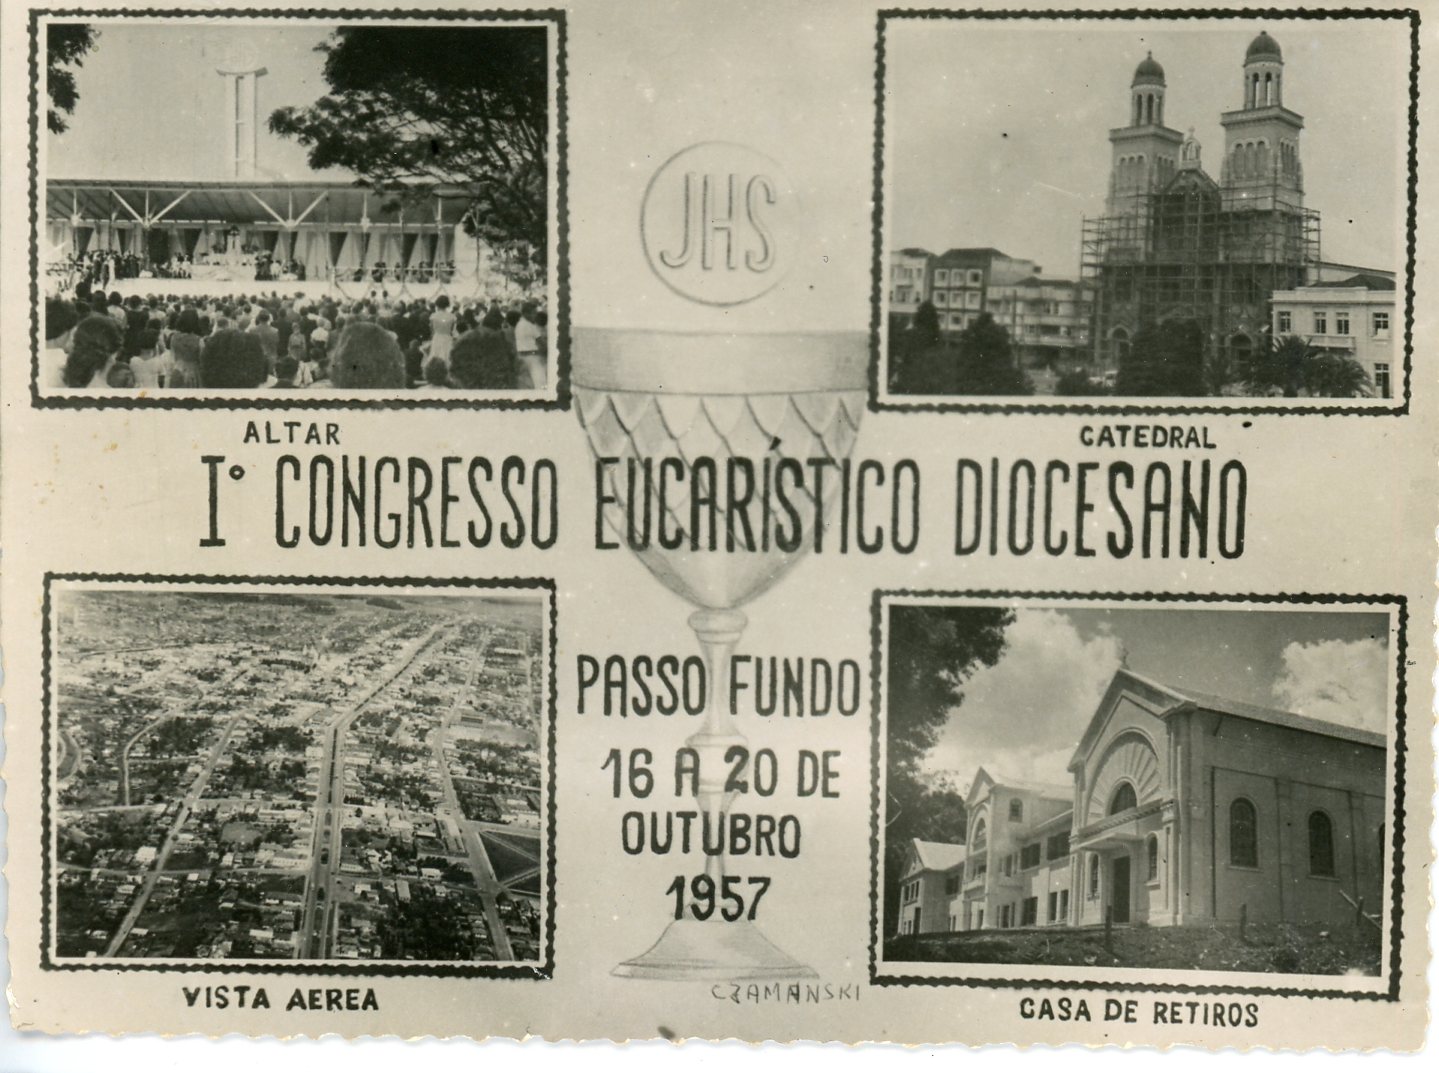 JHS
ALTAR
CATEDRAL
Iº CONGRESSO EUCARÍSTICO DIOCESANO
PASSO FUNDO
16 A 20 DE
OUTUBRO
1957
CZAMANSKI
VISTA AEREA
CASA DE RETIROS